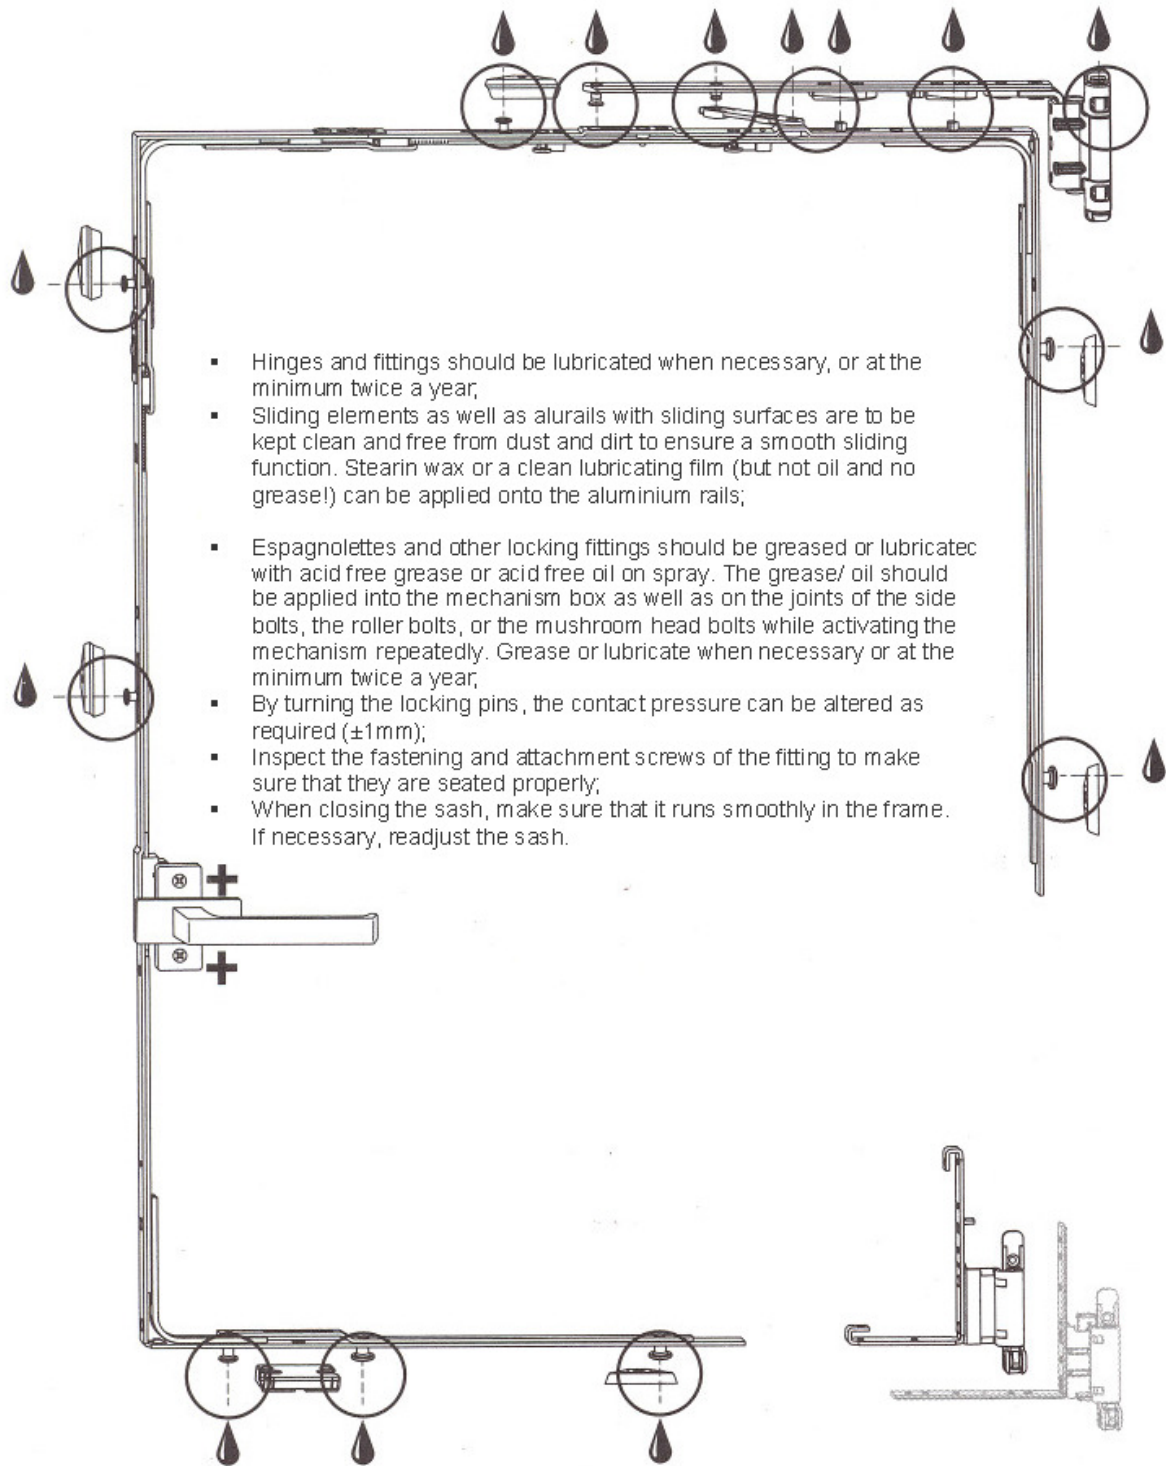 ▪ Hinges and fittings should be lubricated when necessary, or at the
minimum twice a year;
▪ Sliding elements as well as alurails with sliding surfaces are to be
kept clean and free from dust and dirt to ensure a smooth sliding
function. Stearin wax or a clean lubricating film (but not oil and no
grease!) can be applied onto the aluminium rails;
▪ Espagnolettes and other locking fittings should be greased or lubricated
with acid free grease or acid free oil on spray. The grease/ oil should
be applied into the mechanism box as well as on the joints of the side
bolts, the roller bolts, or the mushroom head bolts while activating the
mechanism repeatedly. Grease or lubricate when necessary or at the
minimum twice a year;
▪ By turning the locking pins, the contact pressure can be altered as
required (±1mm);
▪ Inspect the fastening and attachment screws of the fitting to make
sure that they are seated properly;
▪ When closing the sash, make sure that it runs smoothly in the frame.
If necessary, readjust the sash.